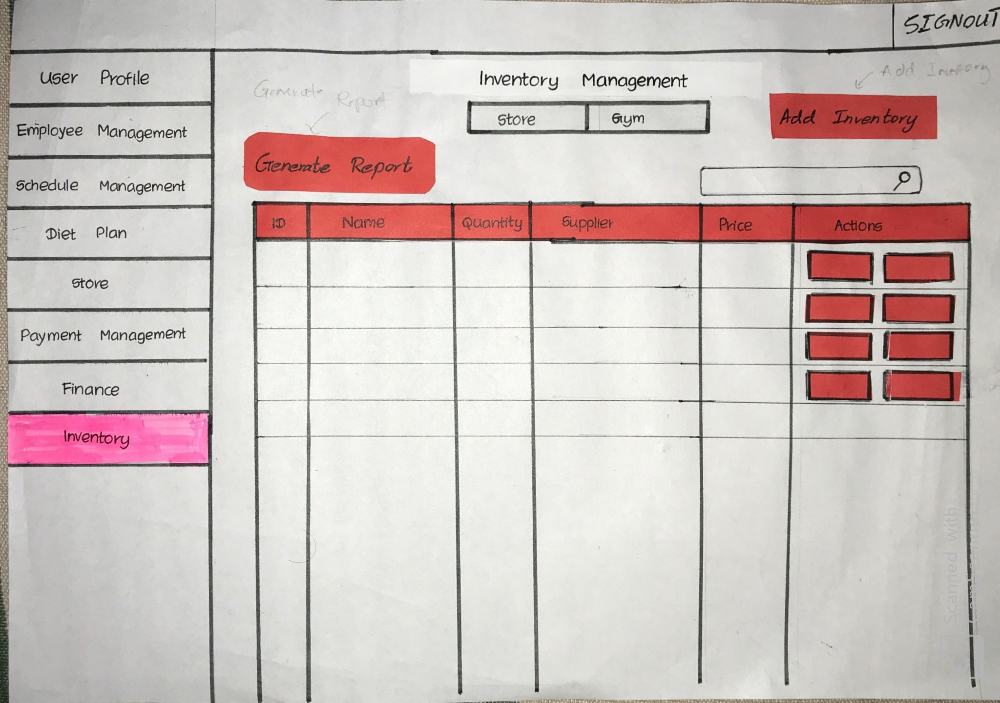 SIGNOUT
User Profile
Employee Management
Schedule Management
Diet Plan
Store
Payment Management
Finance
Inventory
Inventory Management
Generate Report
Add Inventory
Store Gym
Add Inventory
Generate Report
ID Name Quantity Supplier Price Actions
Scanned with
CamScanner